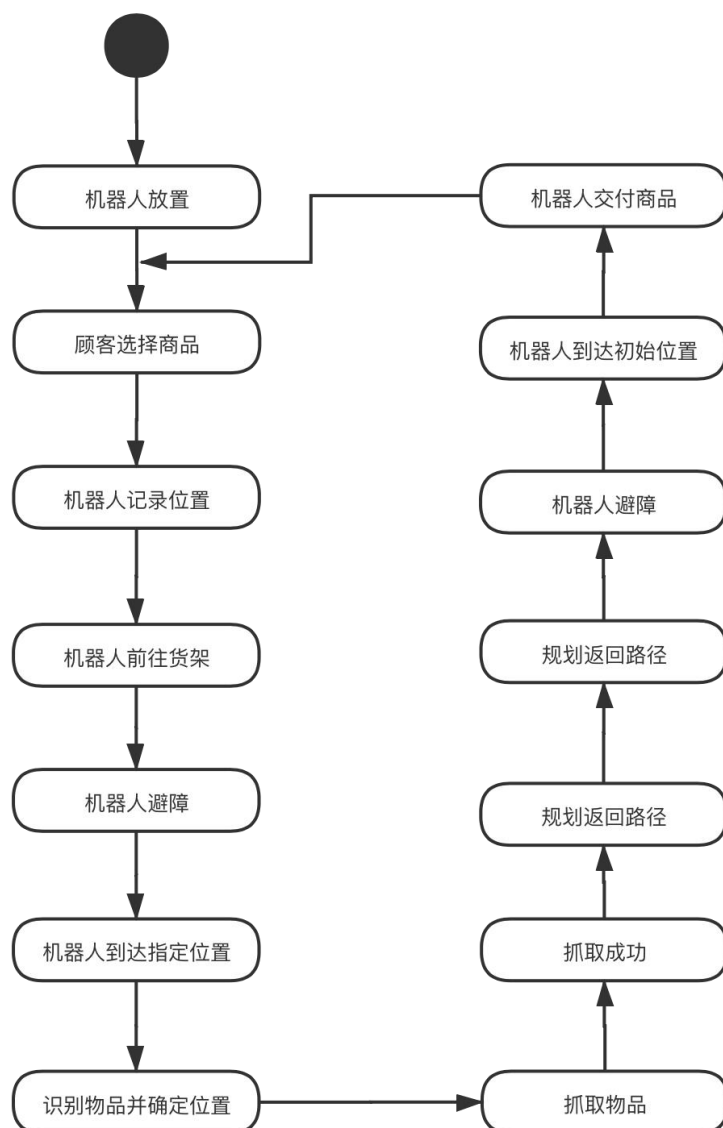 机器人放置
顾客选择商品
机器人记录位置
机器人前往货架
机器人避障
机器人到达指定位置
识别物品并确定位置
抓取物品
抓取成功
规划返回路径
规划返回路径
机器人避障
机器人到达初始位置
机器人交付商品